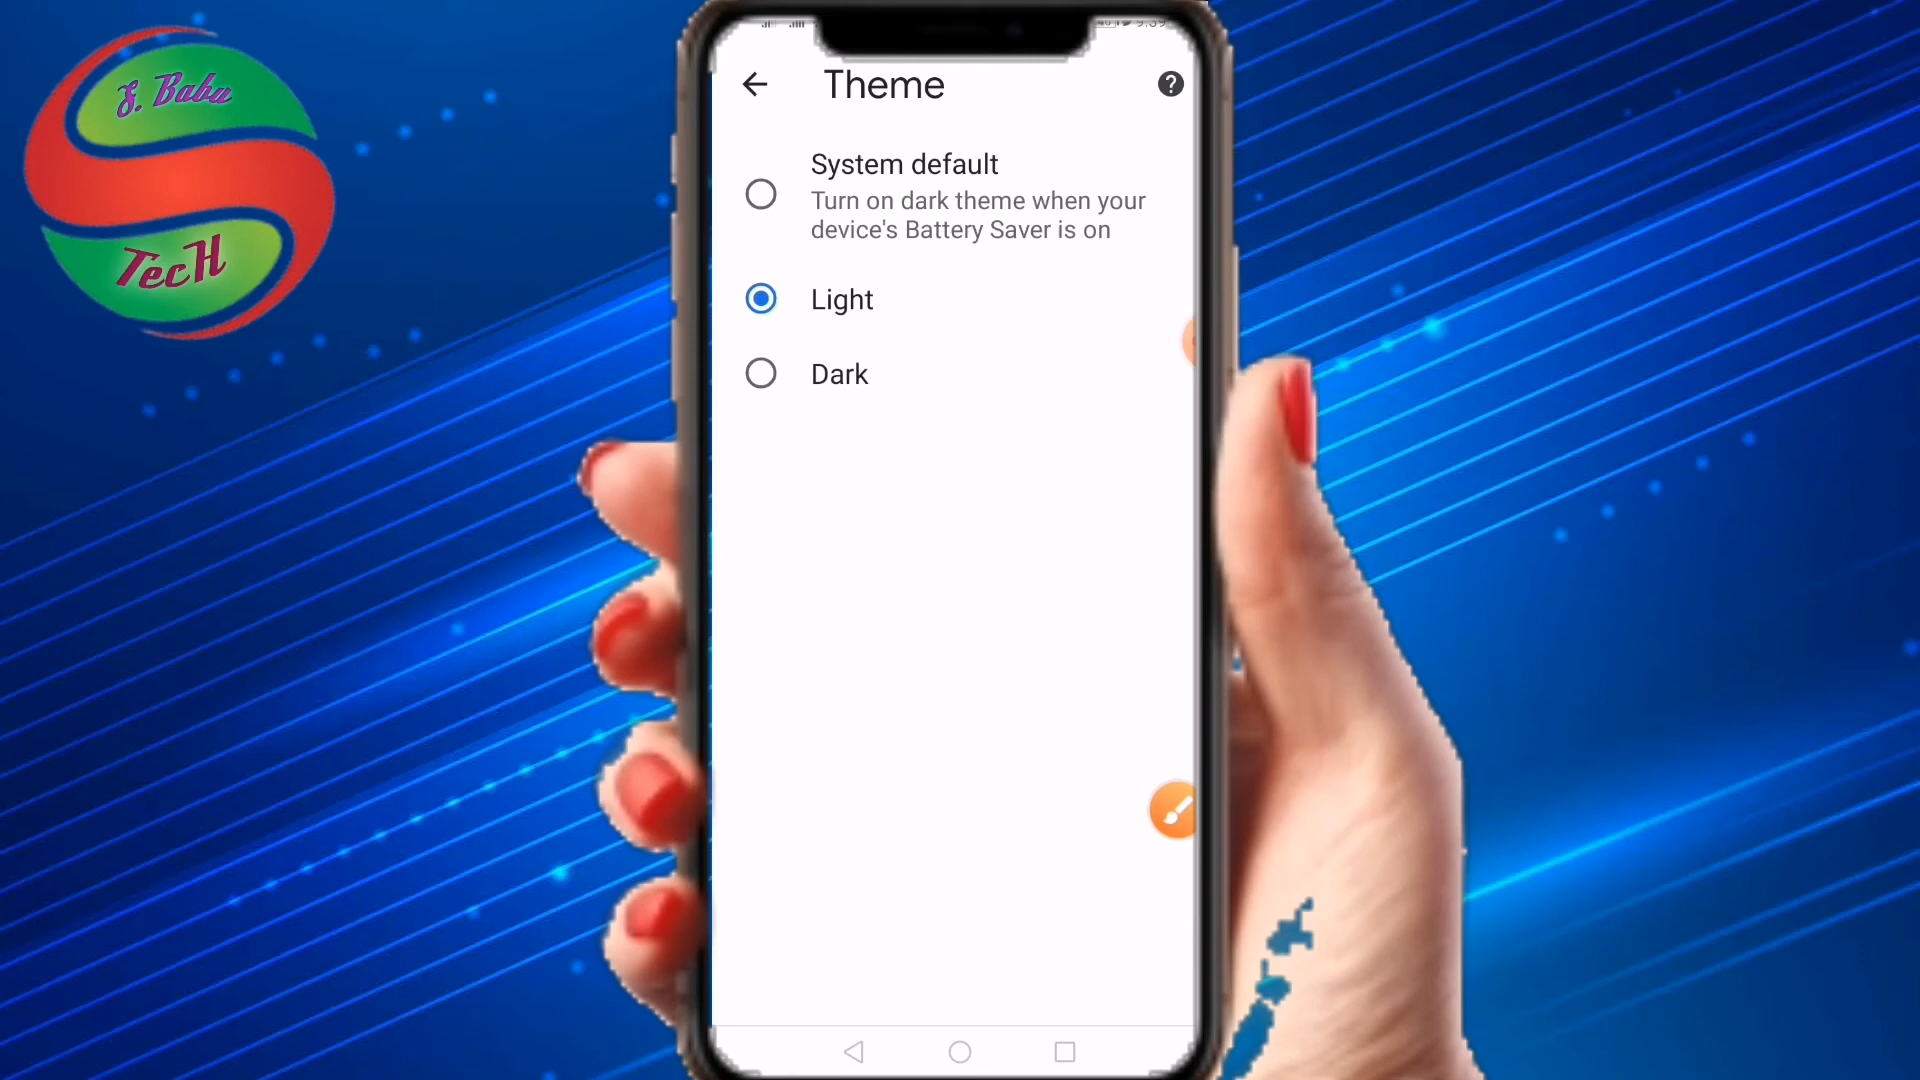 S. Babu
TecH
Theme
System default
Turn on dark theme when your
device's Battery Saver is on
Light
Dark